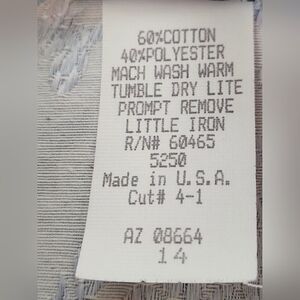 60%COTTON
40%POLYESTER
MACH WASH WARM
TUMBLE DRY LITE
PROMPT REMOVE
LITTLE IRON
R/N# 60465
5250
Made in U.S.A.
Cut# 4-1
AZ 08664
14